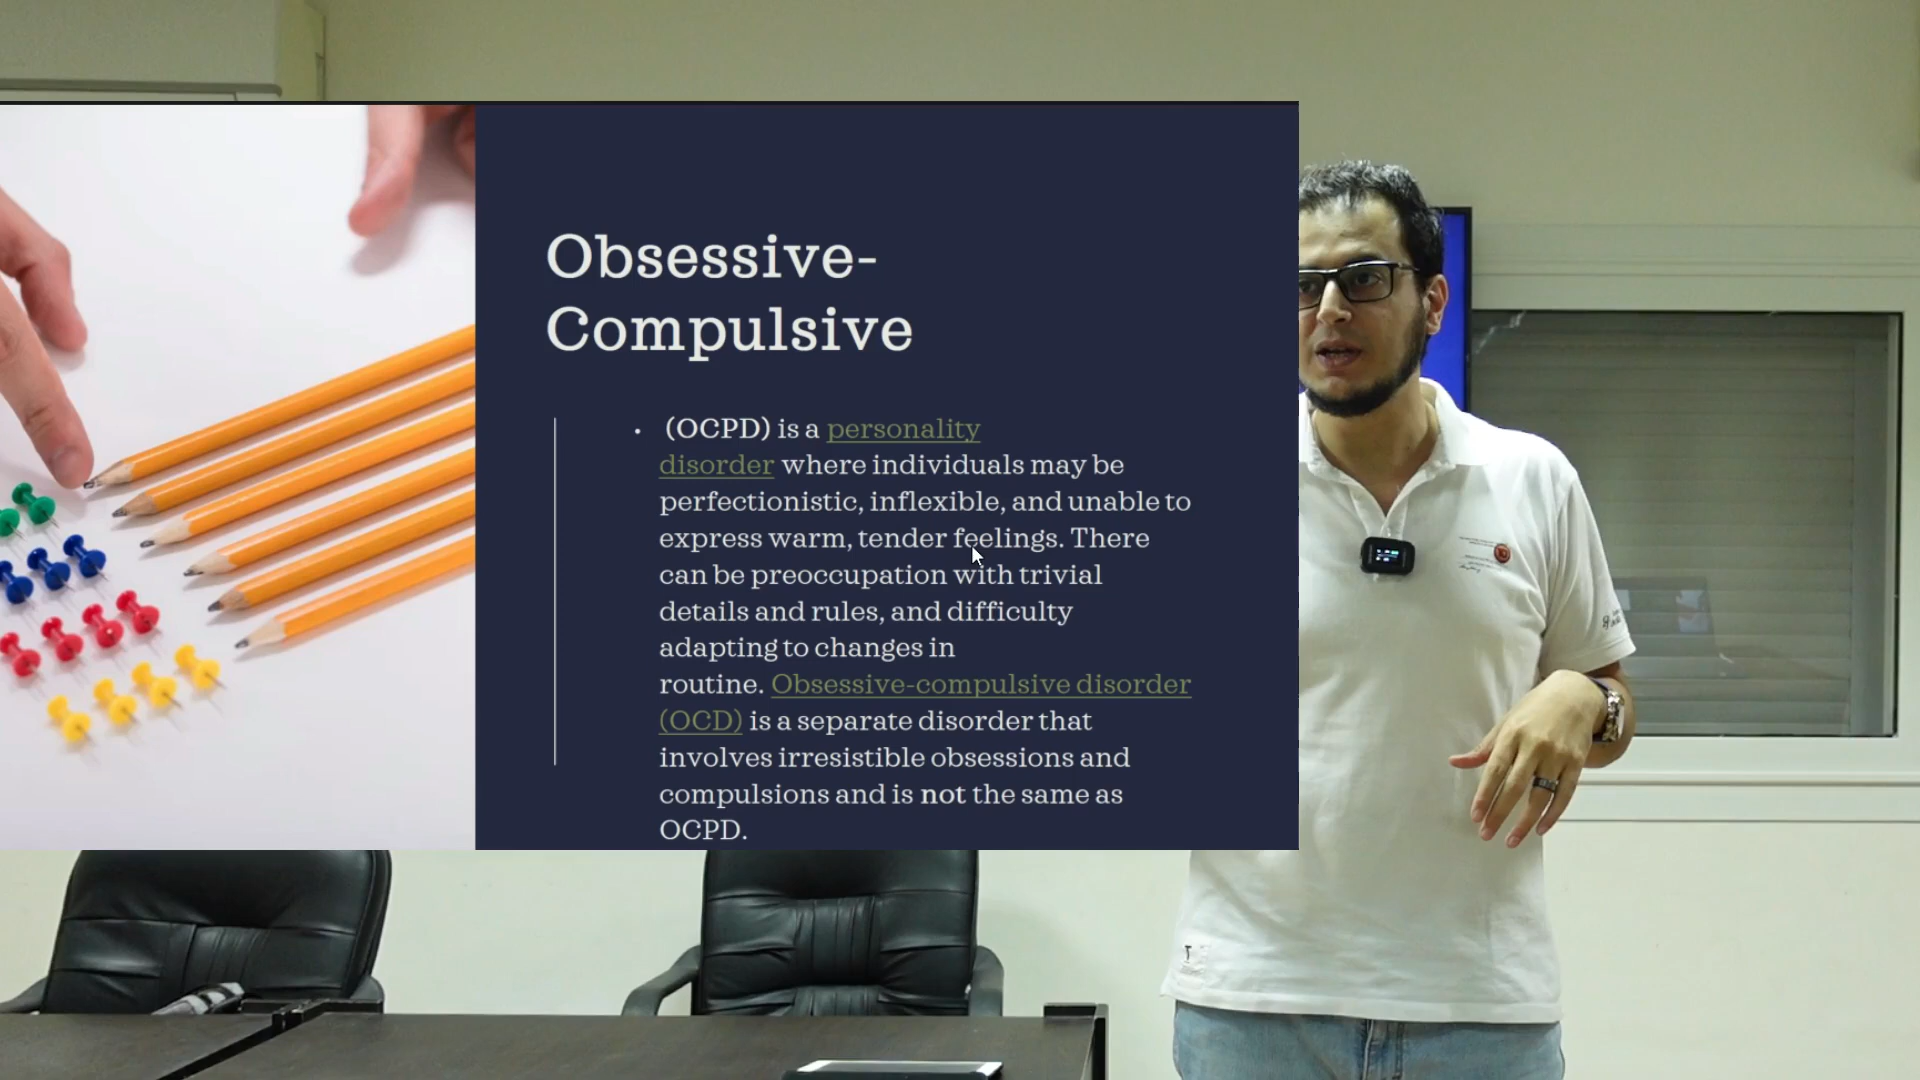 Obsessive-
Compulsive
• (OCPD) is a personality
disorder where individuals may be
perfectionistic, inflexible, and unable to
express warm, tender feelings. There
can be preoccupation with trivial
details and rules, and difficulty
adapting to changes in
routine. Obsessive-compulsive disorder
(OCD) is a separate disorder that
involves irresistible obsessions and
compulsions and is not the same as
OCPD.